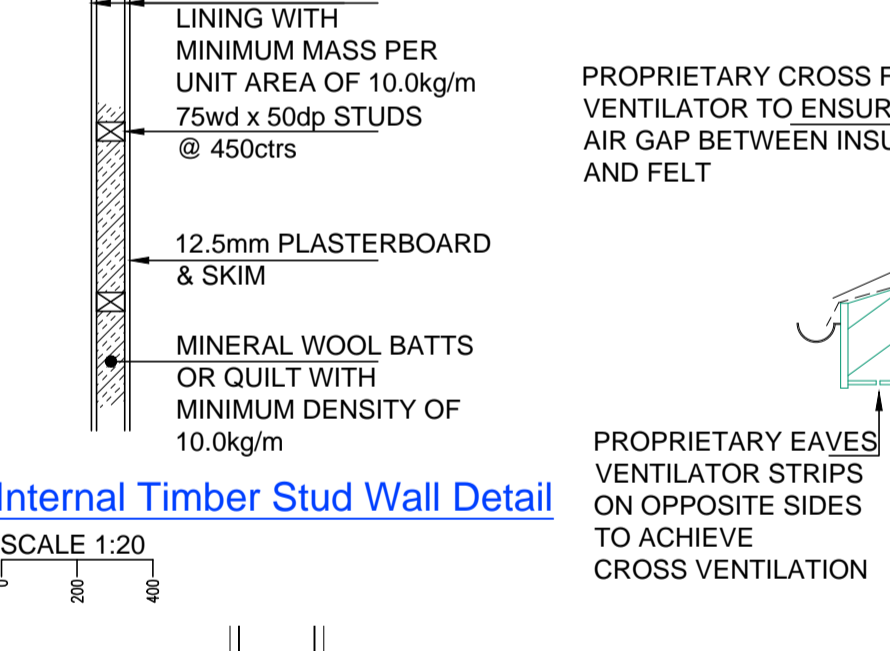 LINING WITH
MINIMUM MASS PER
UNIT AREA OF 10.0kg/m
75wd x 50dp STUDS
@ 450ctrs
12.5mm PLASTERBOARD
& SKIM
MINERAL WOOL BATTS
OR QUILT WITH
MINIMUM DENSITY OF
10.0kg/m
Internal Timber Stud Wall Detail
SCALE 1:20
0
200
400
PROPRIETARY CROSS
VENTILATOR TO ENSUR
AIR GAP BETWEEN INSU
AND FELT
PROPRIETARY EAVES
VENTILATOR STRIPS
ON OPPOSITE SIDES
TO ACHIEVE
CROSS VENTILATION